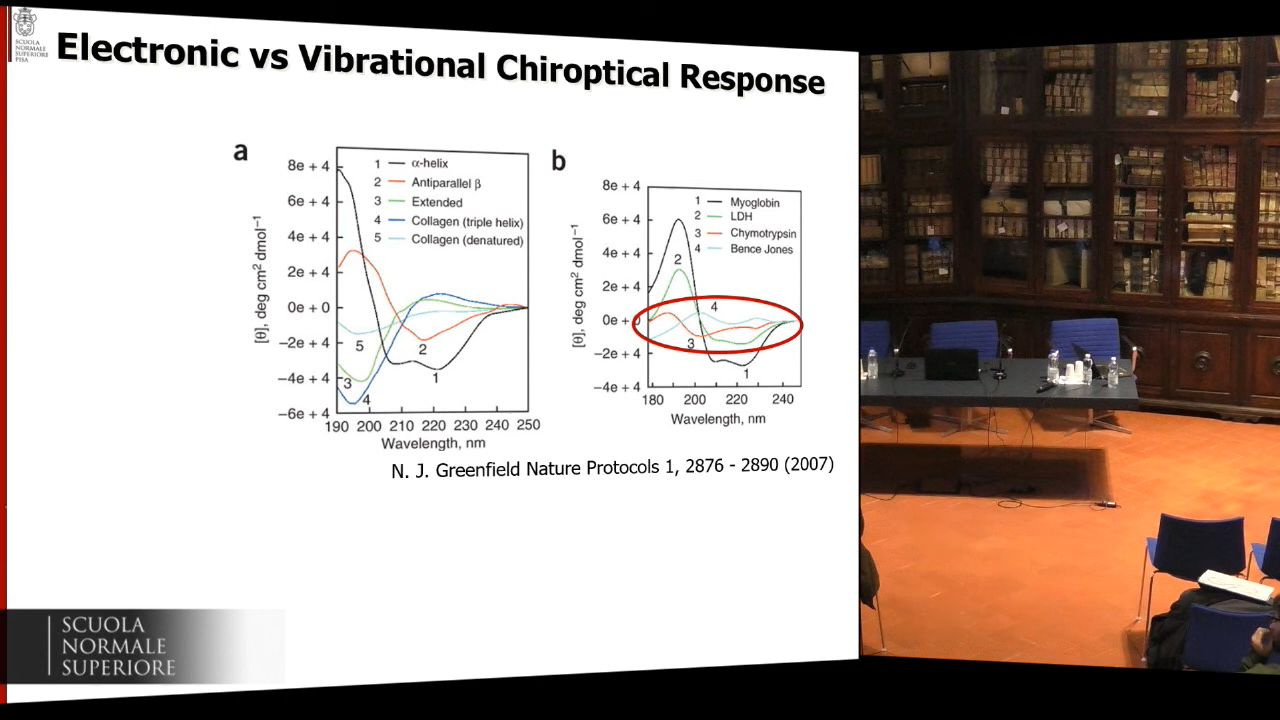 SCUOLA
NORMALE
SUPERIORE
PISA
Electronic vs Vibrational Chiroptical Response
a
8e + 4
6e + 4
4e + 4
2e + 4
0e + 0
−2e + 4
−4e + 4
−6e + 4
[θ], deg cm2 dmol−1
1 α-helix
2 Antiparallel β
3 Extended
4 Collagen (triple helix)
5 Collagen (denatured)
5
2
3
4
1
190 200 210 220 230 240 250
Wavelength, nm
b
8e + 4
6e + 4
4e + 4
2e + 4
0e + 0
−2e + 4
−4e + 4
[θ], deg cm2 dmol−1
1 Myoglobin
2 LDH
3 Chymotrypsin
4 Bence Jones
2
4
3
1
180 200 220 240
Wavelength, nm
N. J. Greenfield Nature Protocols 1, 2876 - 2890 (2007)
SCUOLA
NORMALE
SUPERIORE